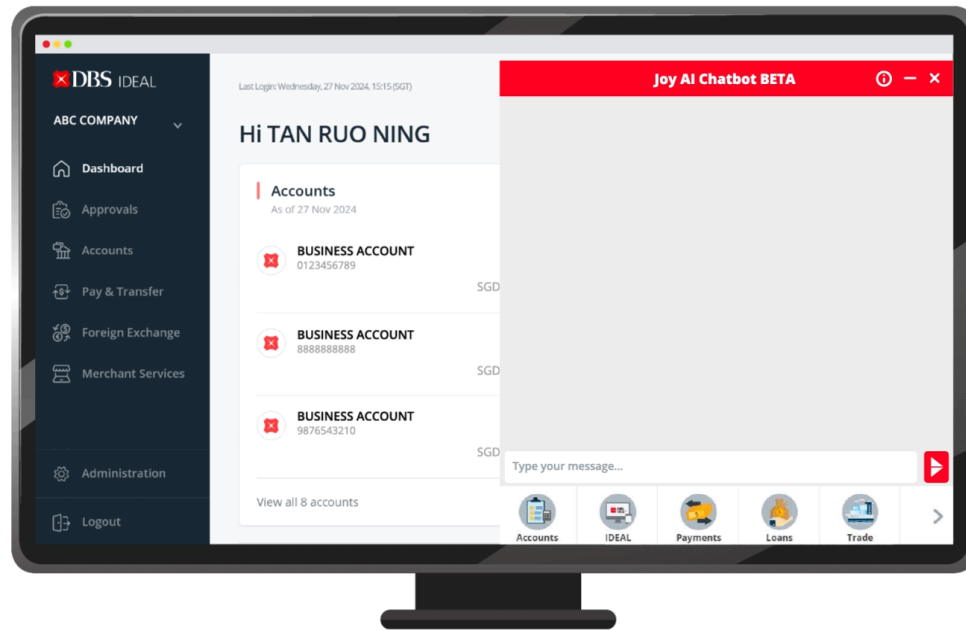 DBS IDEAL
ABC COMPANY
Dashboard
Approvals
Accounts
Pay & Transfer
Foreign Exchange
Merchant Services
Administration
Logout
Last Login: Wednesday, 27 Nov 2024, 15:15 (SGT)
Hi TAN RUO NING
Accounts
As of 27 Nov 2024
BUSINESS ACCOUNT
0123456789
SGD
BUSINESS ACCOUNT
8888888888
SGD
BUSINESS ACCOUNT
9876543210
SGD
View all 8 accounts
Joy AI Chatbot BETA
Type your message...
Accounts
IDEAL
Payments
Loans
Trade